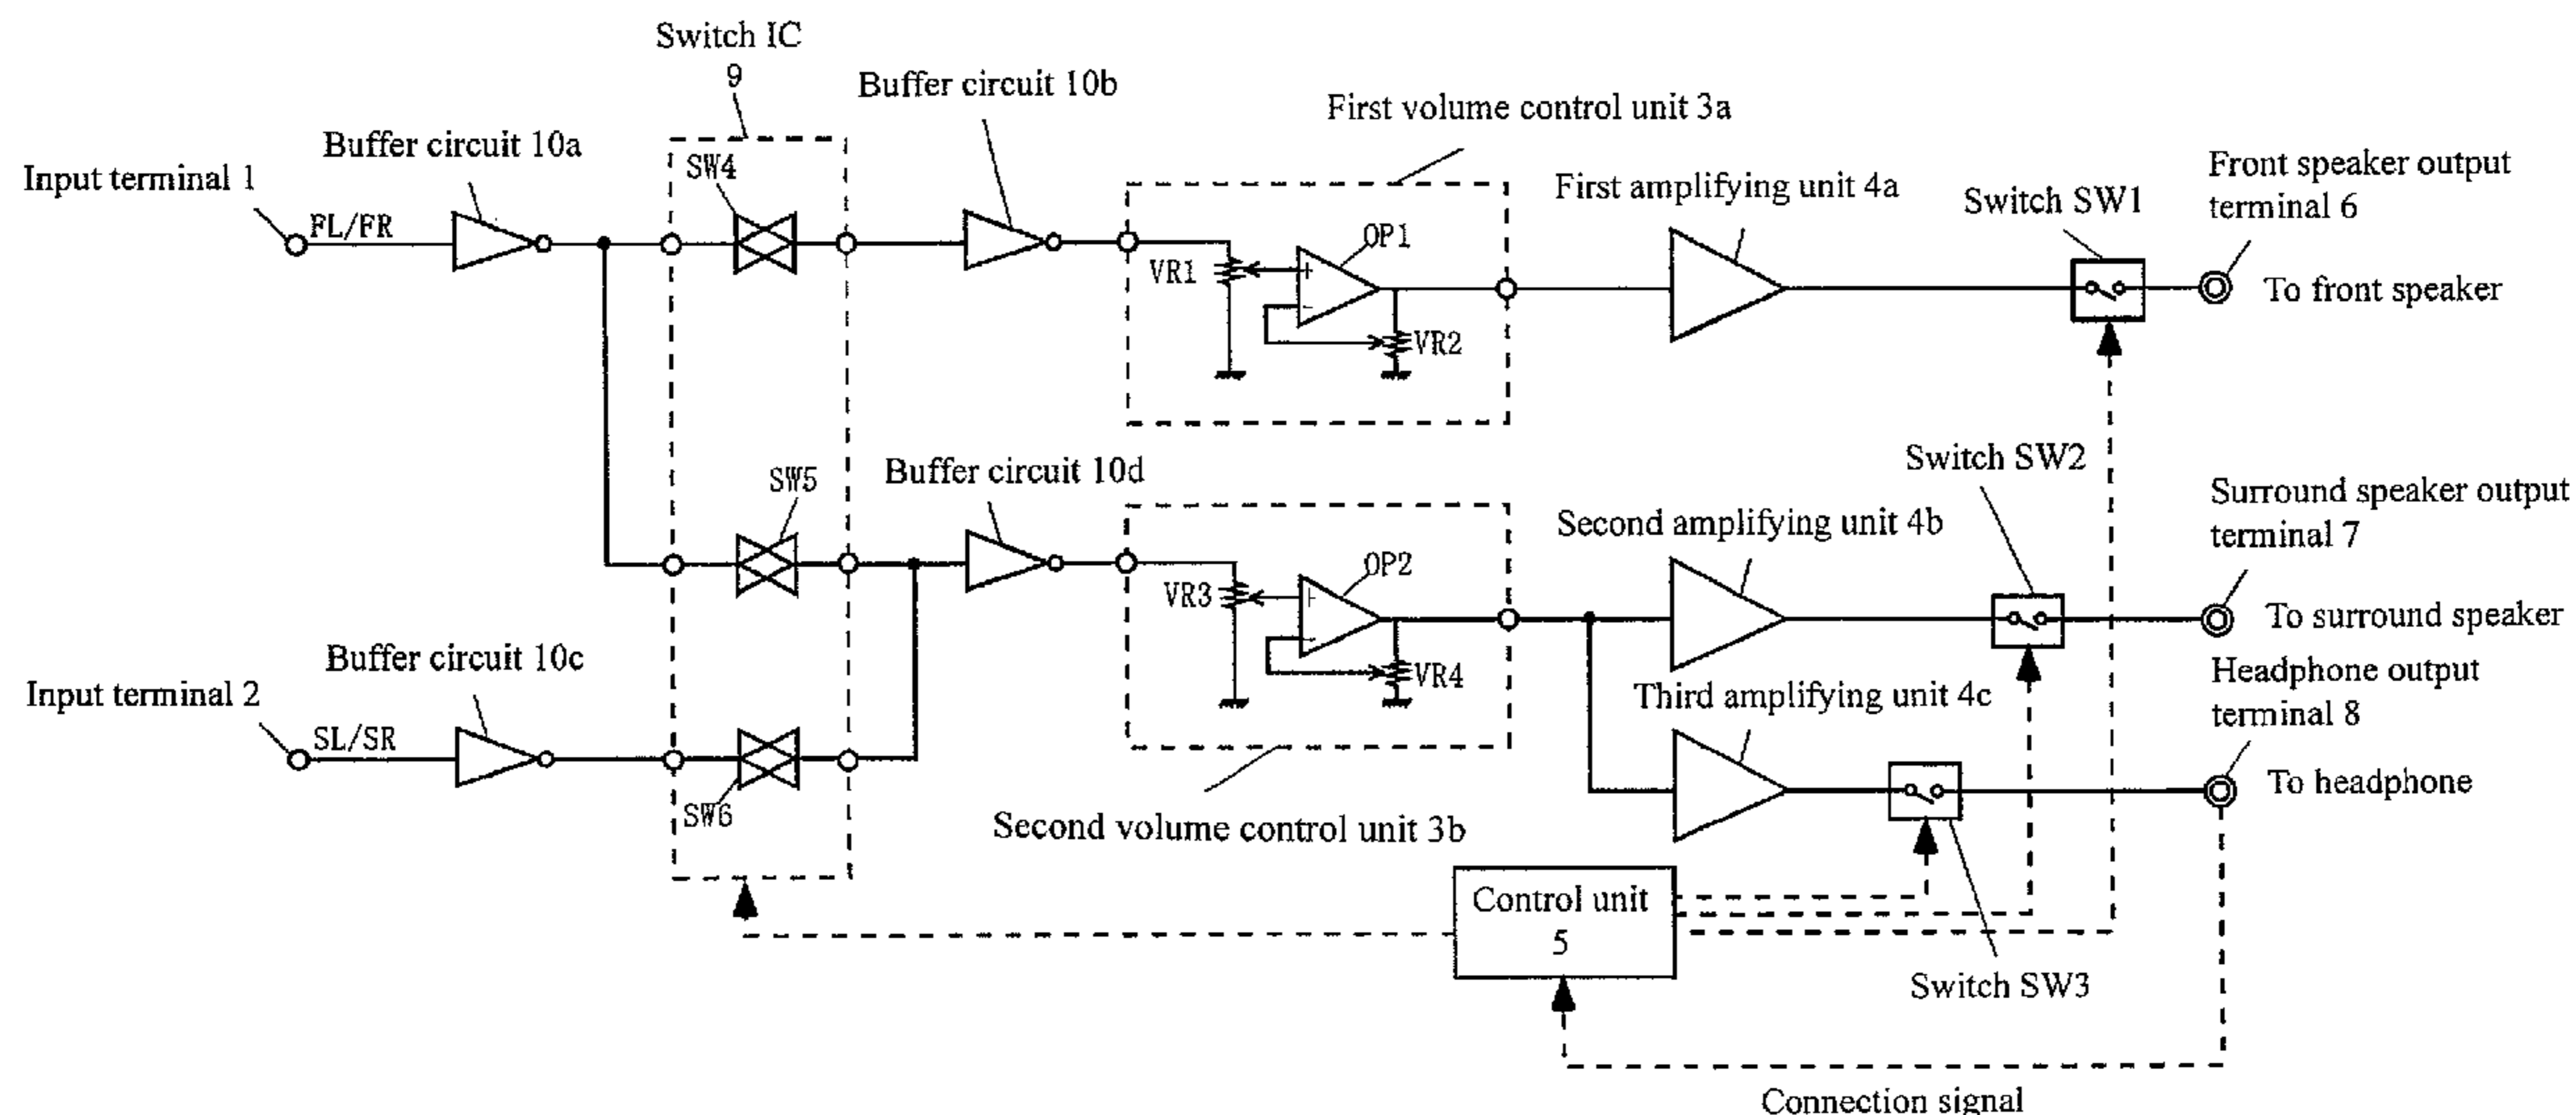 Switch IC
9
Buffer circuit 10b
First volume control unit 3a
Buffer circuit 10a
Input terminal 1
FL/FR
SW4
VR1
OP1
+
-
VR2
First amplifying unit 4a
Switch SW1
Front speaker output
terminal 6
To front speaker
SW5
Buffer circuit 10d
VR3
OP2
+
-
VR4
Second amplifying unit 4b
Switch SW2
Surround speaker output
terminal 7
To surround speaker
Buffer circuit 10c
Input terminal 2
SL/SR
SW6
Second volume control unit 3b
Third amplifying unit 4c
Headphone output
terminal 8
To headphone
Control unit
5
Switch SW3
Connection signal